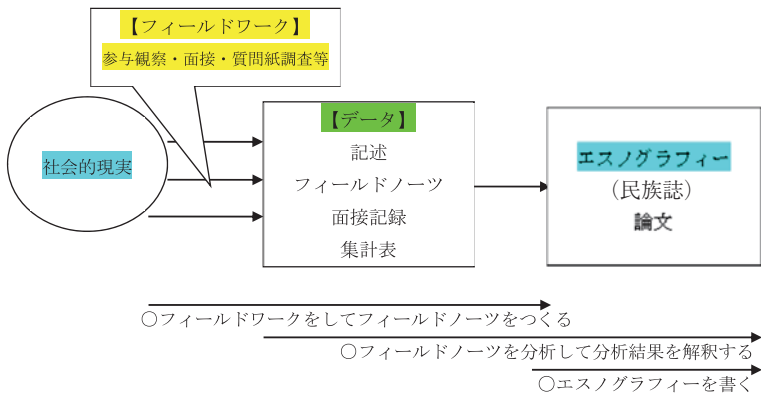 【フィールドワーク】
参与観察・面接・質問紙調査等
社会的現実
【データ】
記述
フィールドノーツ
面接記録
集計表
エスノグラフィー
（民族誌）
論文
○フィールドワークをしてフィールドノーツをつくる
○フィールドノーツを分析して分析結果を解釈する
○エスノグラフィーを書く